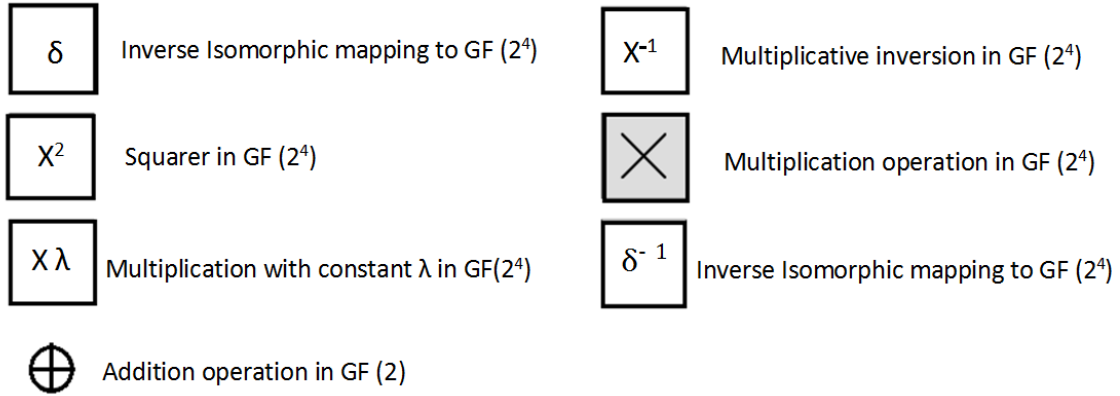 δ Inverse Isomorphic mapping to GF (2⁴)
X⁻¹ Multiplicative inversion in GF (2⁴)
X² Squarer in GF (2⁴)
Multiplication operation in GF (2⁴)
X λ Multiplication with constant λ in GF(2⁴)
δ⁻ ¹ Inverse Isomorphic mapping to GF (2⁴)
Addition operation in GF (2)